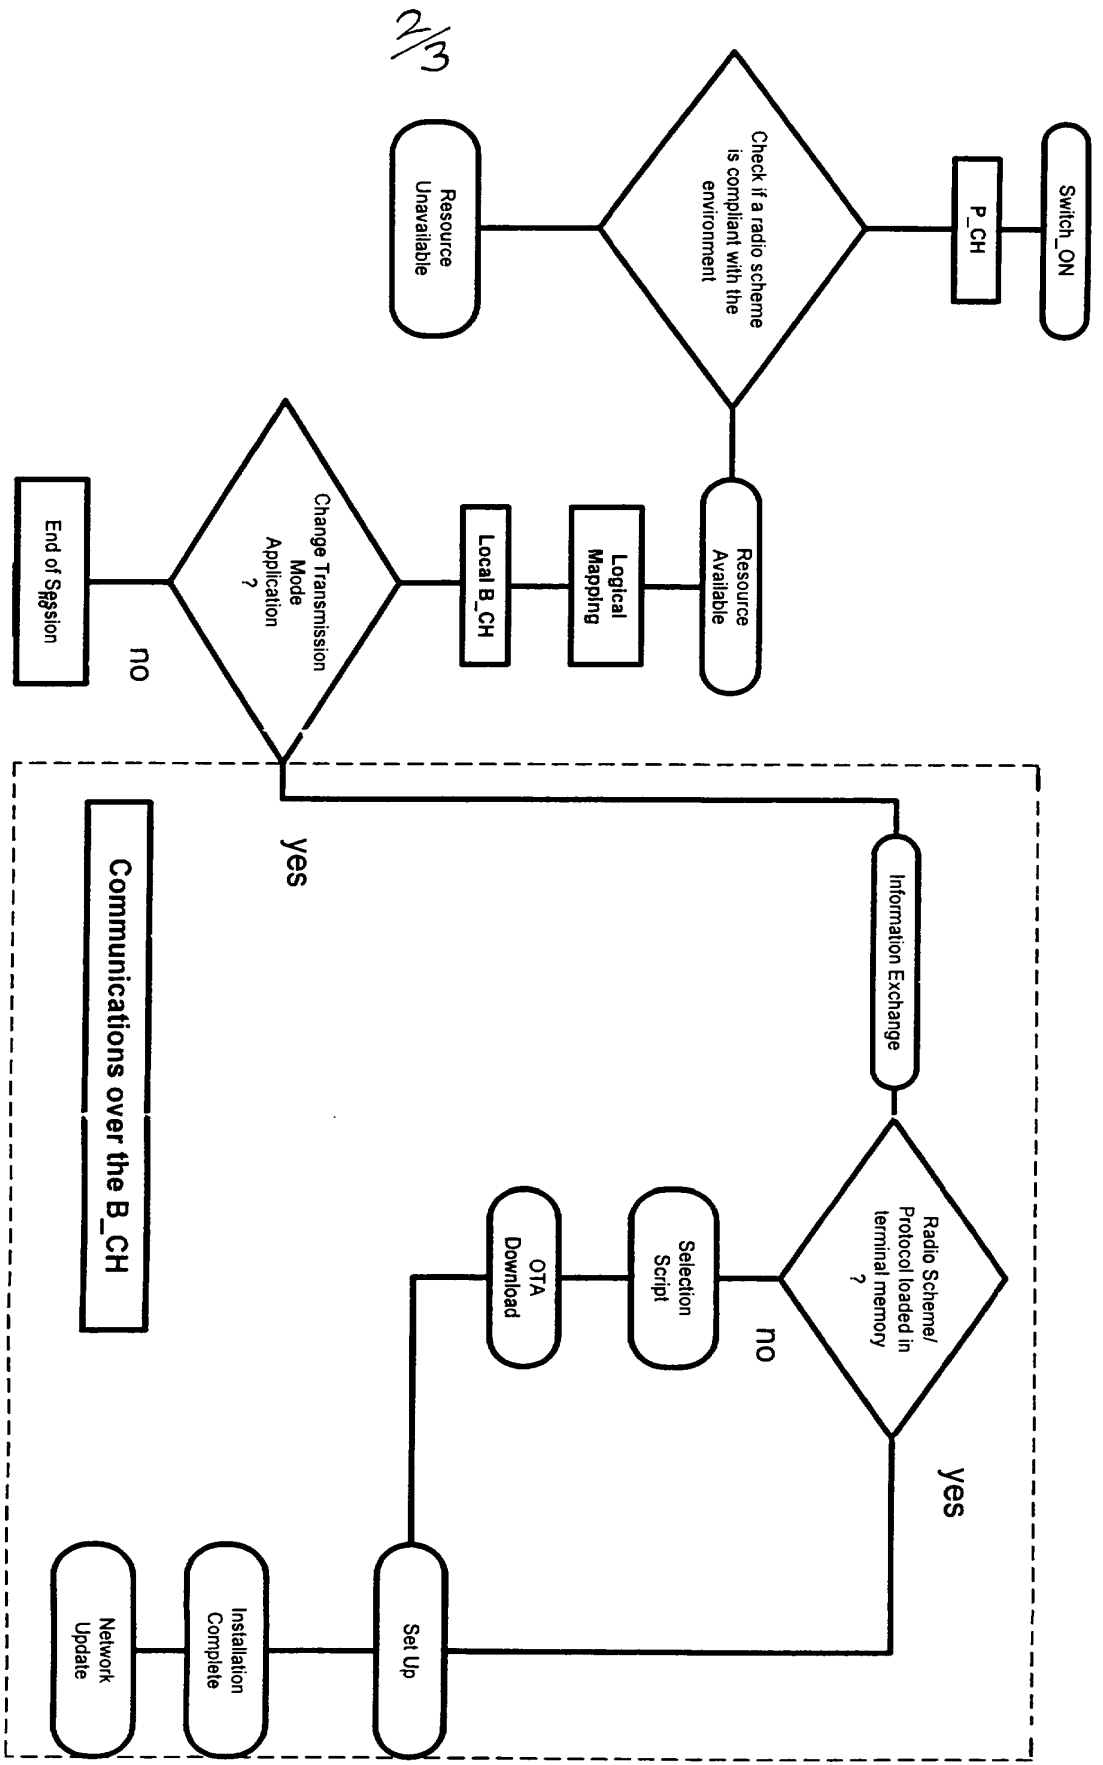 2/3
Switch_ON
P_CH
Check if a radio scheme
is compliant with the
environment
Resource
Unavailable
Resource
Available
Logical
Mapping
Local B_CH
Change Transmission
Mode
Application
?
no
End of Session
no
yes
Information Exchange
Radio Scheme/
Protocol loaded in
terminal memory
?
yes
no
Selection
Script
OTA
Download
Set Up
Installation
Complete
Network
Update
Communications over the B_CH